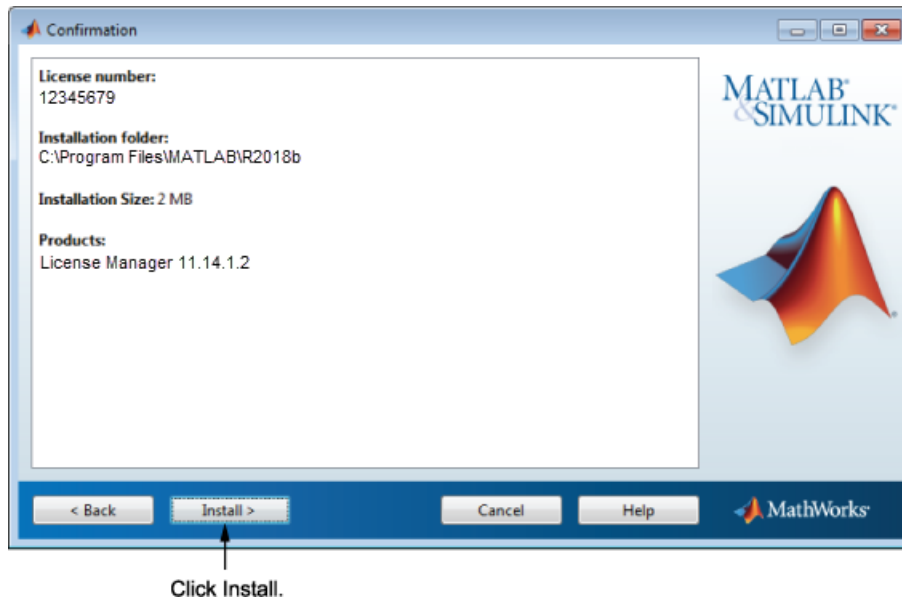 Confirmation
License number:
12345679
Installation folder:
C:\Program Files\MATLAB\R2018b
Installation Size: 2 MB
Products:
License Manager 11.14.1.2
MATLAB®
&SIMULINK®
®
< Back
Install >
Cancel
Help
MathWorks®
Click Install.